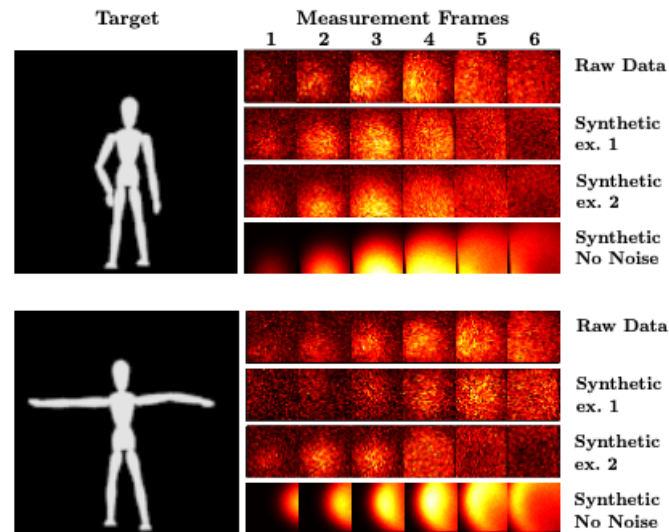 Target
Measurement Frames
1 2 3 4 5 6
Raw Data
Synthetic
ex. 1
Synthetic
ex. 2
Synthetic
No Noise
Raw Data
Synthetic
ex. 1
Synthetic
ex. 2
Synthetic
No Noise